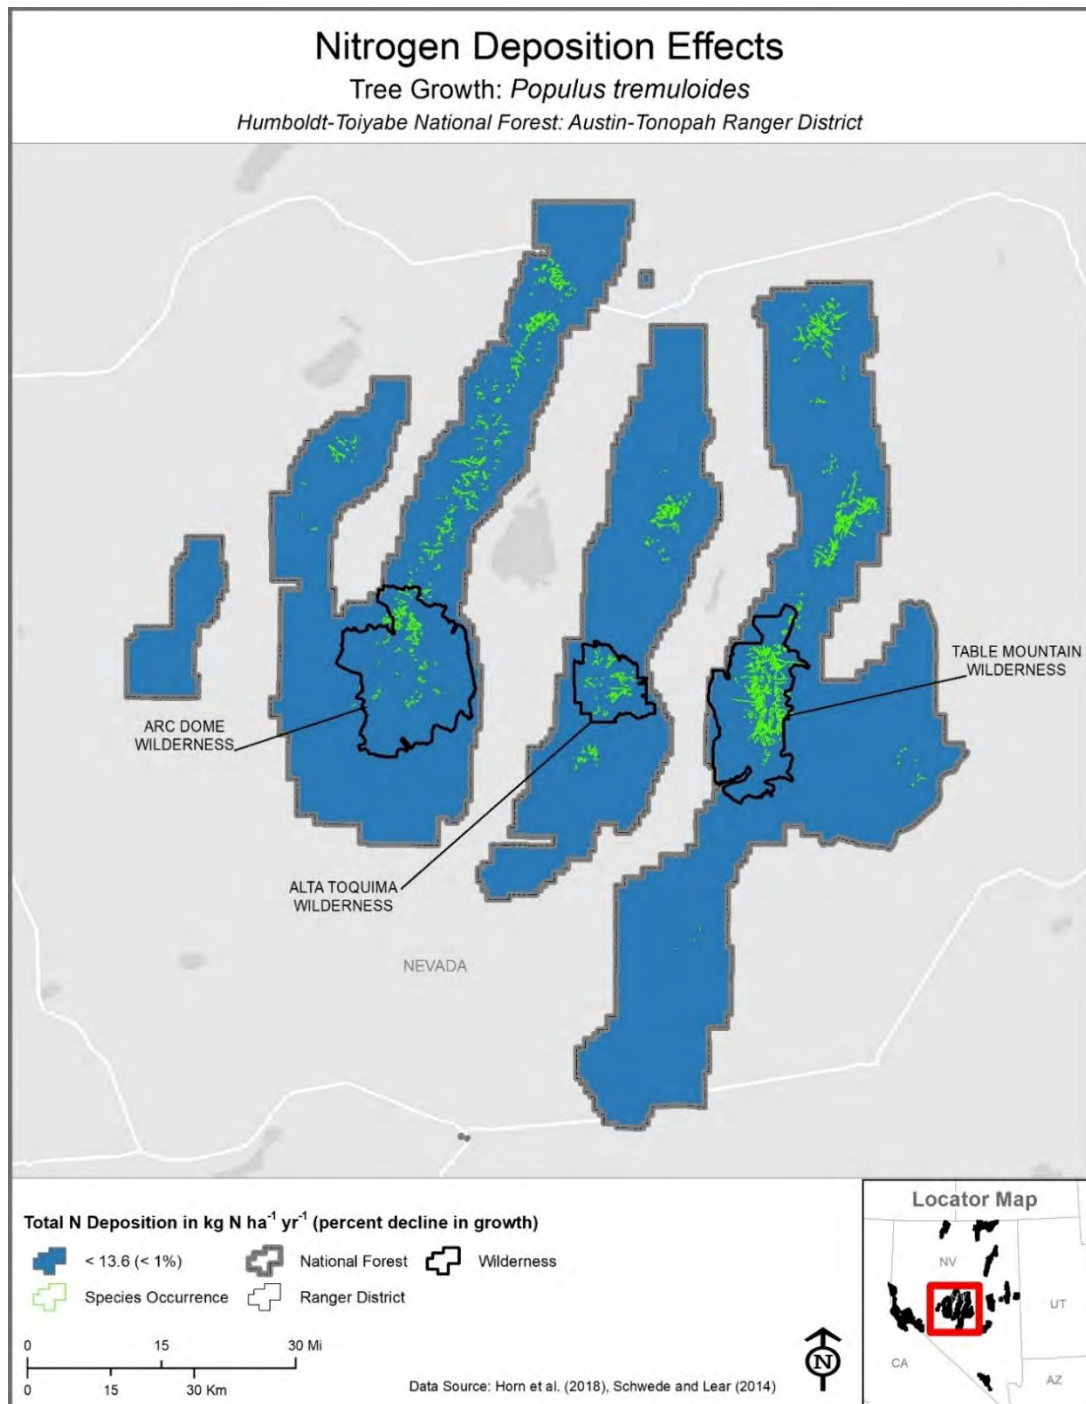 Nitrogen Deposition Effects
Tree Growth: Populus tremuloides
Humboldt-Toiyabe National Forest: Austin-Tonopah Ranger District
TABLE MOUNTAIN
WILDERNESS
ARC DOME
WILDERNESS
ALTA TOQUIMA
WILDERNESS
NEVADA
Total N Deposition in kg N ha⁻¹ yr⁻¹ (percent decline in growth)
< 13.6 (< 1%)
National Forest
Wilderness
Species Occurrence
Ranger District
0 15 30 Mi
0 15 30 Km
N
Data Source: Horn et al. (2018), Schwede and Lear (2014)
Locator Map
NV
UT
CA
AZ